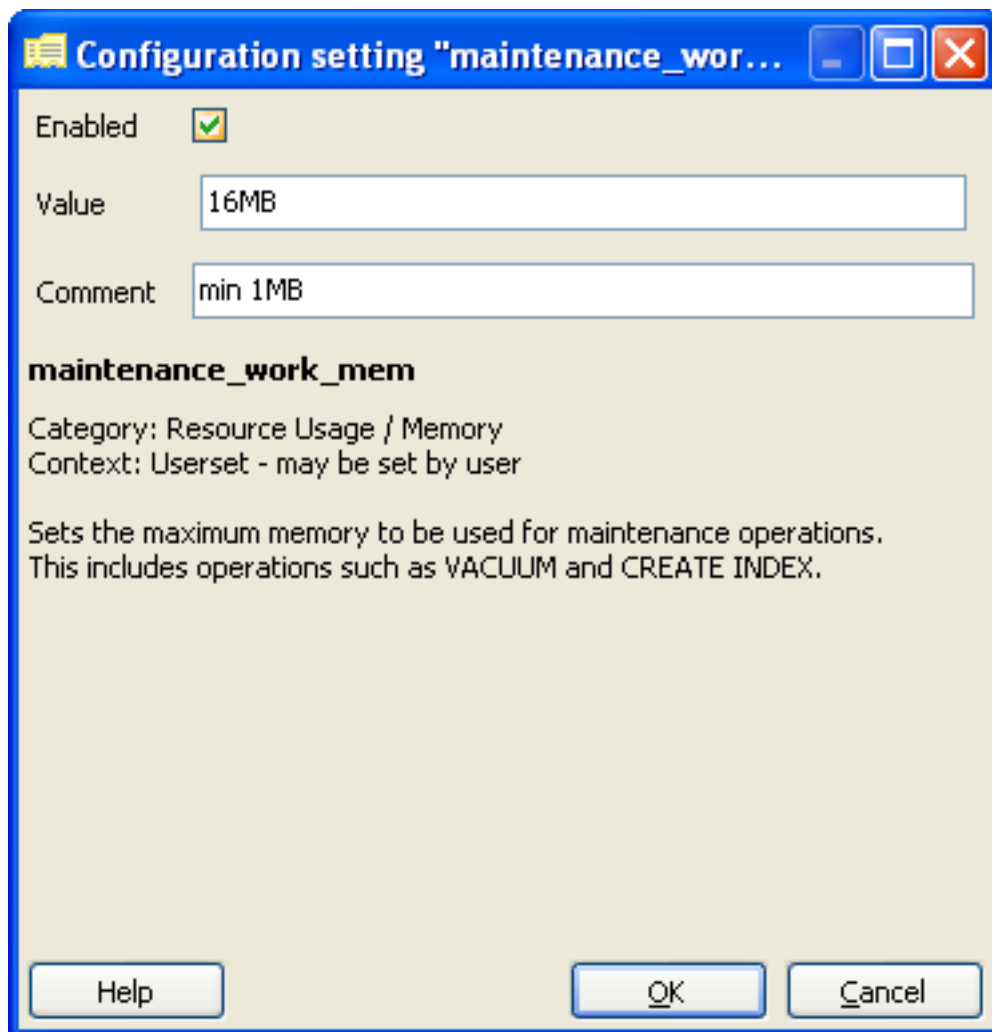 Configuration setting "maintenance_wor...
Enabled
Value 16MB
Comment min 1MB
maintenance_work_mem
Category: Resource Usage / Memory
Context: Userset - may be set by user
Sets the maximum memory to be used for maintenance operations.
This includes operations such as VACUUM and CREATE INDEX.
Help OK Cancel